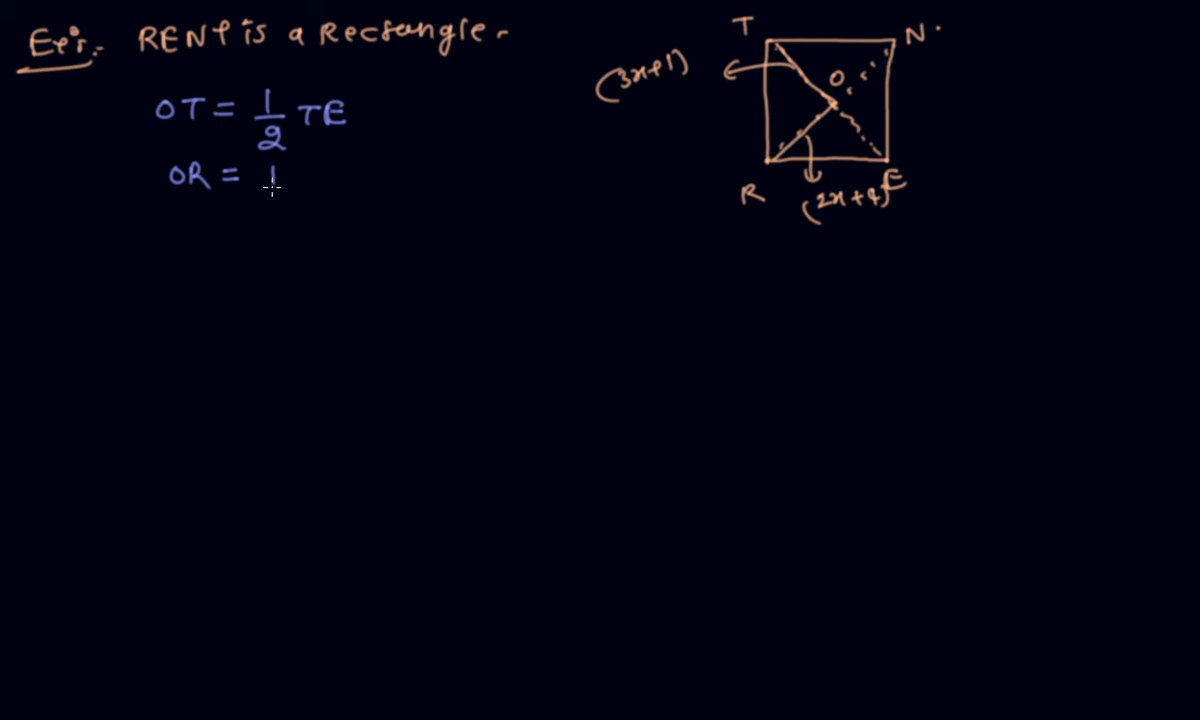 Ex:- RENT is a Rectangle.
OT = 1/2 TE
OR = 1
T
N.
(3x+1)
O
R
(2x+4)
E